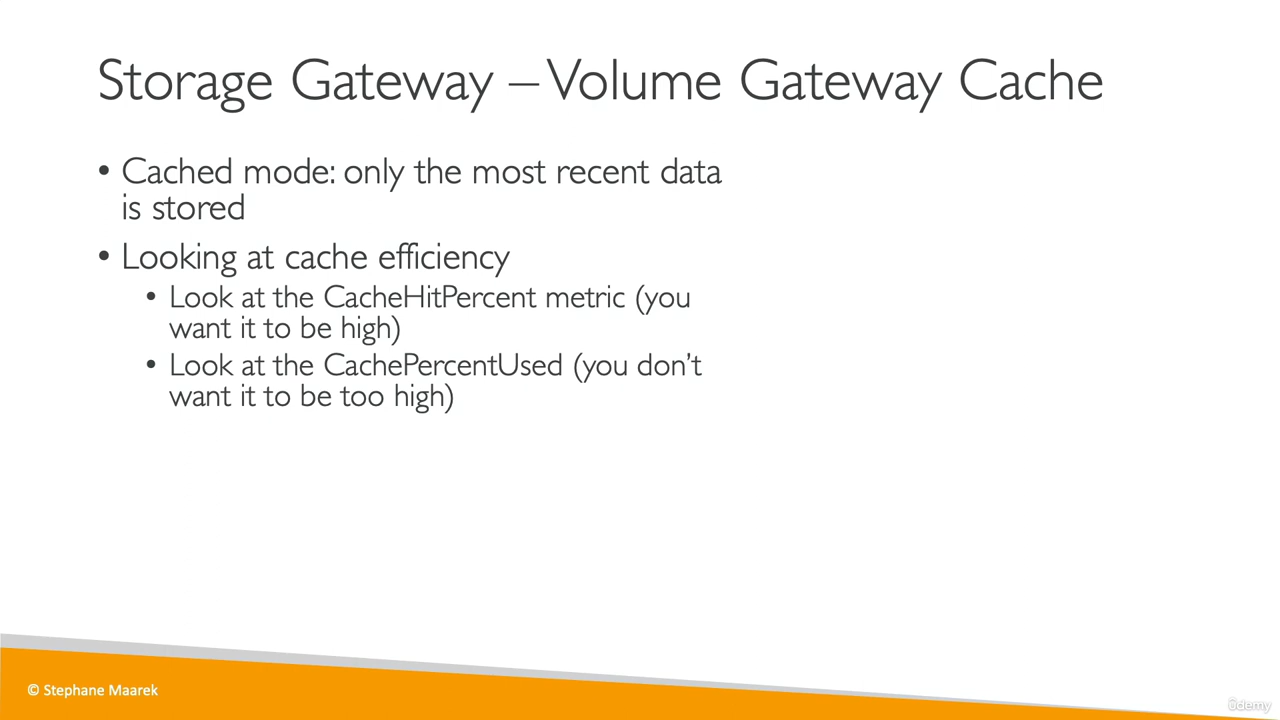 Storage Gateway – Volume Gateway Cache
• Cached mode: only the most recent data
is stored
• Looking at cache efficiency
• Look at the CacheHitPercent metric (you
want it to be high)
• Look at the CachePercentUsed (you don’t
want it to be too high)
© Stephane Maarek
ûdemy